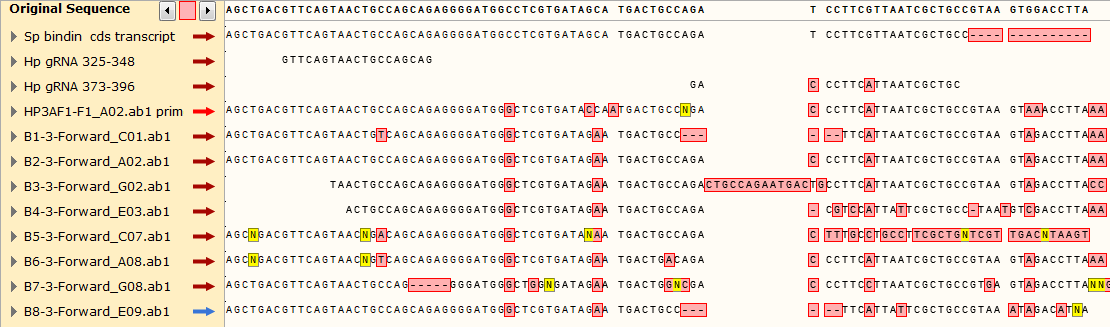 Original Sequence AGCTGACGTTCAGTAACTGCCAGCAGAGGGGATGGCCTCGTGATAGCA TGACTGCCAGA T CCTTCGTTAATCGCTGCCGTAA GTGGACCTTA
Sp bindin cds transcript AGCTGACGTTCAGTAACTGCCAGCAGAGGGGATGGCCTCGTGATAGCA TGACTGCCAGA T CCTTCGTTAATCGCTGCC---- ----------
Hp gRNA 325-348 GTTCAGTAACTGCCAGCAG
Hp gRNA 373-396 GA C CCTTCATTAATCGCTGC
HP3AF1-F1_A02.ab1 prim AGCTGACGTTCAGTAACTGCCAGCAGAGGGGATGGGCTCGTGATACCAATGACTGCCNGA C CCTTCATTAATCGCTGCCGTAA GTAAACCTTAAA
B1-3-Forward_C01.ab1 AGCTGACGTTCAGTAACTGTCAGCAGAGGGGATGGGCTCGTGATAGAA TGACTGCC--- - --TTCATTAATCGCTGCCGTAA GTAGACCTTAAA
B2-3-Forward_A02.ab1 AGCTGACGTTCAGTAACTGCCAGCAGAGGGGATGGGCTCGTGATAGAA TGACTGCCAGA C CCTTCATTAATCGCTGCCGTAA GTAGACCTTAAA
B3-3-Forward_G02.ab1 TAACTGCCAGCAGAGGGGATGGGCTCGTGATAGAA TGACTGCCAGACTGCCAGAATGACTGCCTTCATTAATCGCTGCCGTAA GTAGACCTTACC
B4-3-Forward_E03.ab1 ACTGCCAGCAGAGGGGATGGGCTCGTGATAGAA TGACTGCCAGA - CGTCCATTATTCGCTGCC-TAATGTCGACCTTAAA
B5-3-Forward_C07.ab1 AGCNGACGTTCAGTAACNGACAGCAGAGGGGATGGGCTCGTGATANAA TGACTGCCAGA C TTTGCCTGCCTTCGCTGNTCGT TGACNTAAGT
B6-3-Forward_A08.ab1 AGCNGACGTTCAGTAACNGTCAGCAGAGGGGATGGGCTCGTGATAGAA TGACTGACAGA C CCTTCATTAATCGCTGCCGTAA GTAGACCTTAAA
B7-3-Forward_G08.ab1 AGCTGACGTTCAGTAACTGCCAG-----GGGATGGGCTGGNGATAGAA TGACTGGNCGA C CCTTCCTTAATCGCTGCCGTGA GTAGACCTTANNG
B8-3-Forward_E09.ab1 AGCTGACGTTCAGTAACTGCCAGCAGAGGGGATGGGCTCGTGATAGAA TGACTGCC--- - --TTCATTATTCGCTGCCGTAA ATAGACATNA